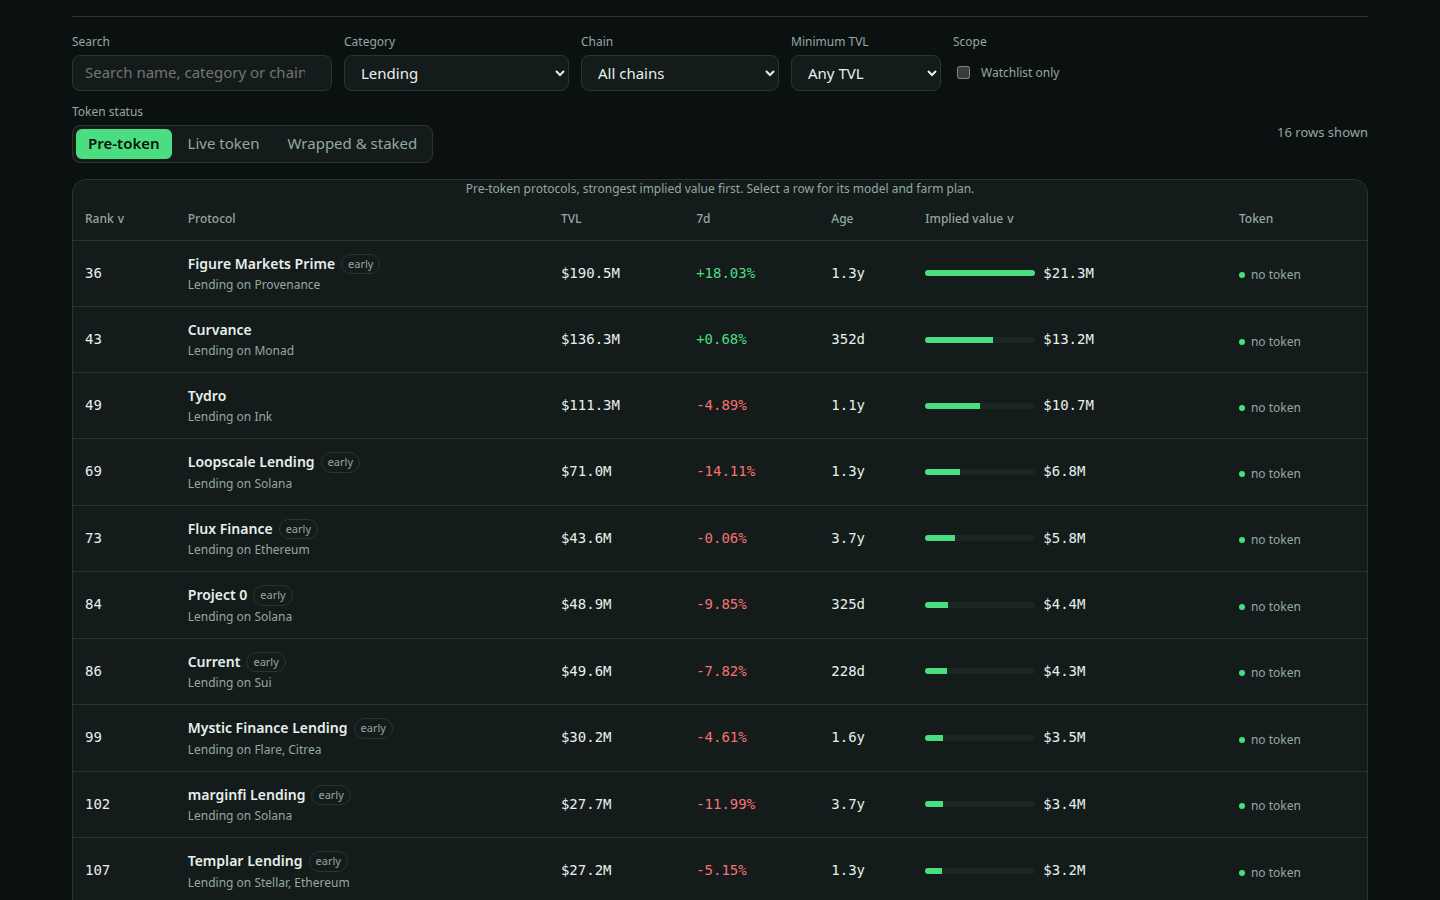 Search
Category
Chain
Minimum TVL
Scope
Search name, category or chain
Lending
All chains
Any TVL
Watchlist only
Token status
Pre-token
Live token
Wrapped & staked
16 rows shown
Pre-token protocols, strongest implied value first. Select a row for its model and farm plan.
Rank v Protocol TVL 7d Age Implied value v Token
36 Figure Markets Prime early $190.5M +18.03% 1.3y $21.3M no token
Lending on Provenance
43 Curvance $136.3M +0.68% 352d $13.2M no token
Lending on Monad
49 Tydro $111.3M -4.89% 1.1y $10.7M no token
Lending on Ink
69 Loopscale Lending early $71.0M -14.11% 1.3y $6.8M no token
Lending on Solana
73 Flux Finance early $43.6M -0.06% 3.7y $5.8M no token
Lending on Ethereum
84 Project 0 early $48.9M -9.85% 325d $4.4M no token
Lending on Solana
86 Current early $49.6M -7.82% 228d $4.3M no token
Lending on Sui
99 Mystic Finance Lending early $30.2M -4.61% 1.6y $3.5M no token
Lending on Flare, Citrea
102 marginfi Lending early $27.7M -11.99% 3.7y $3.4M no token
Lending on Solana
107 Templar Lending early $27.2M -5.15% 1.3y $3.2M no token
Lending on Stellar, Ethereum